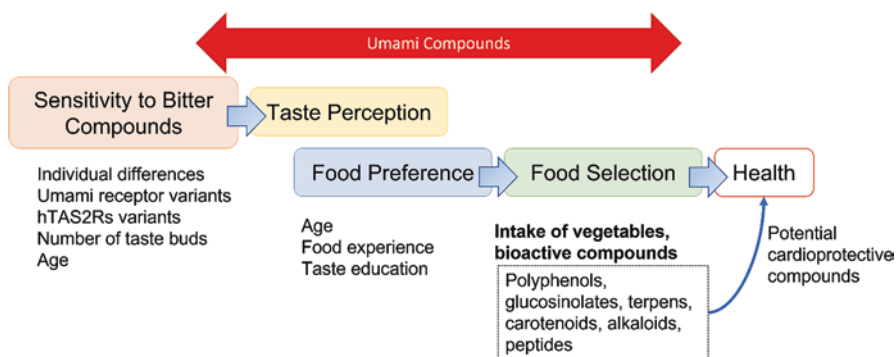 Umami Compounds
Sensitivity to Bitter
Compounds
Taste Perception
Individual differences
Umami receptor variants
hTAS2Rs variants
Number of taste buds
Age
Food Preference
Food Selection
Health
Age
Food experience
Taste education
Intake of vegetables,
bioactive compounds
Polyphenols,
glucosinolates, terpens,
carotenoids, alkaloids,
peptides
Potential
cardioprotective
compounds